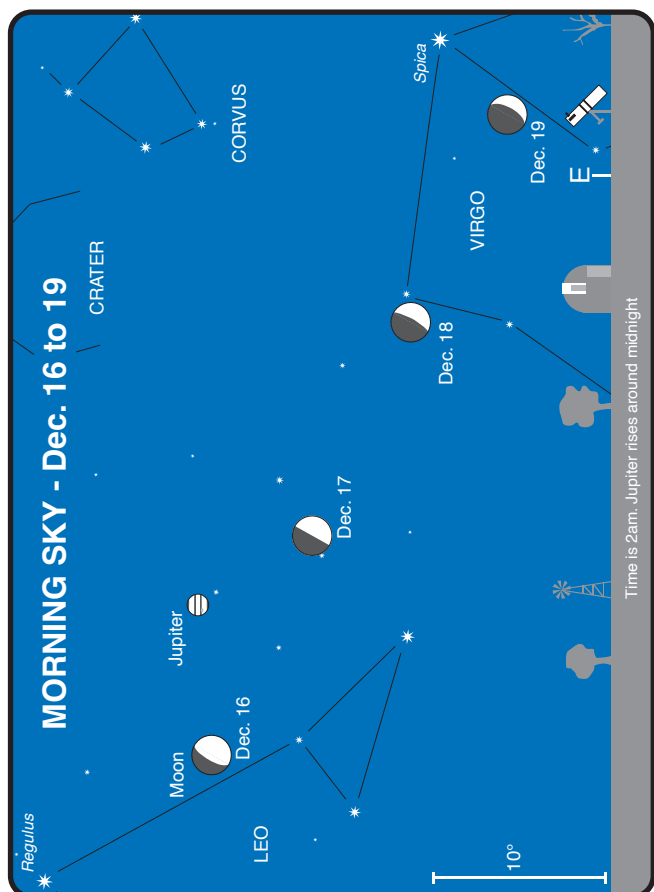 MORNING SKY - Dec. 16 to 19
Regulus
CRATER
CORVUS
Jupiter
Moon
Dec. 16
LEO
Dec. 17
Dec. 18
VIRGO
Spica
Dec. 19
E
10°
Time is 2am. Jupiter rises around midnight